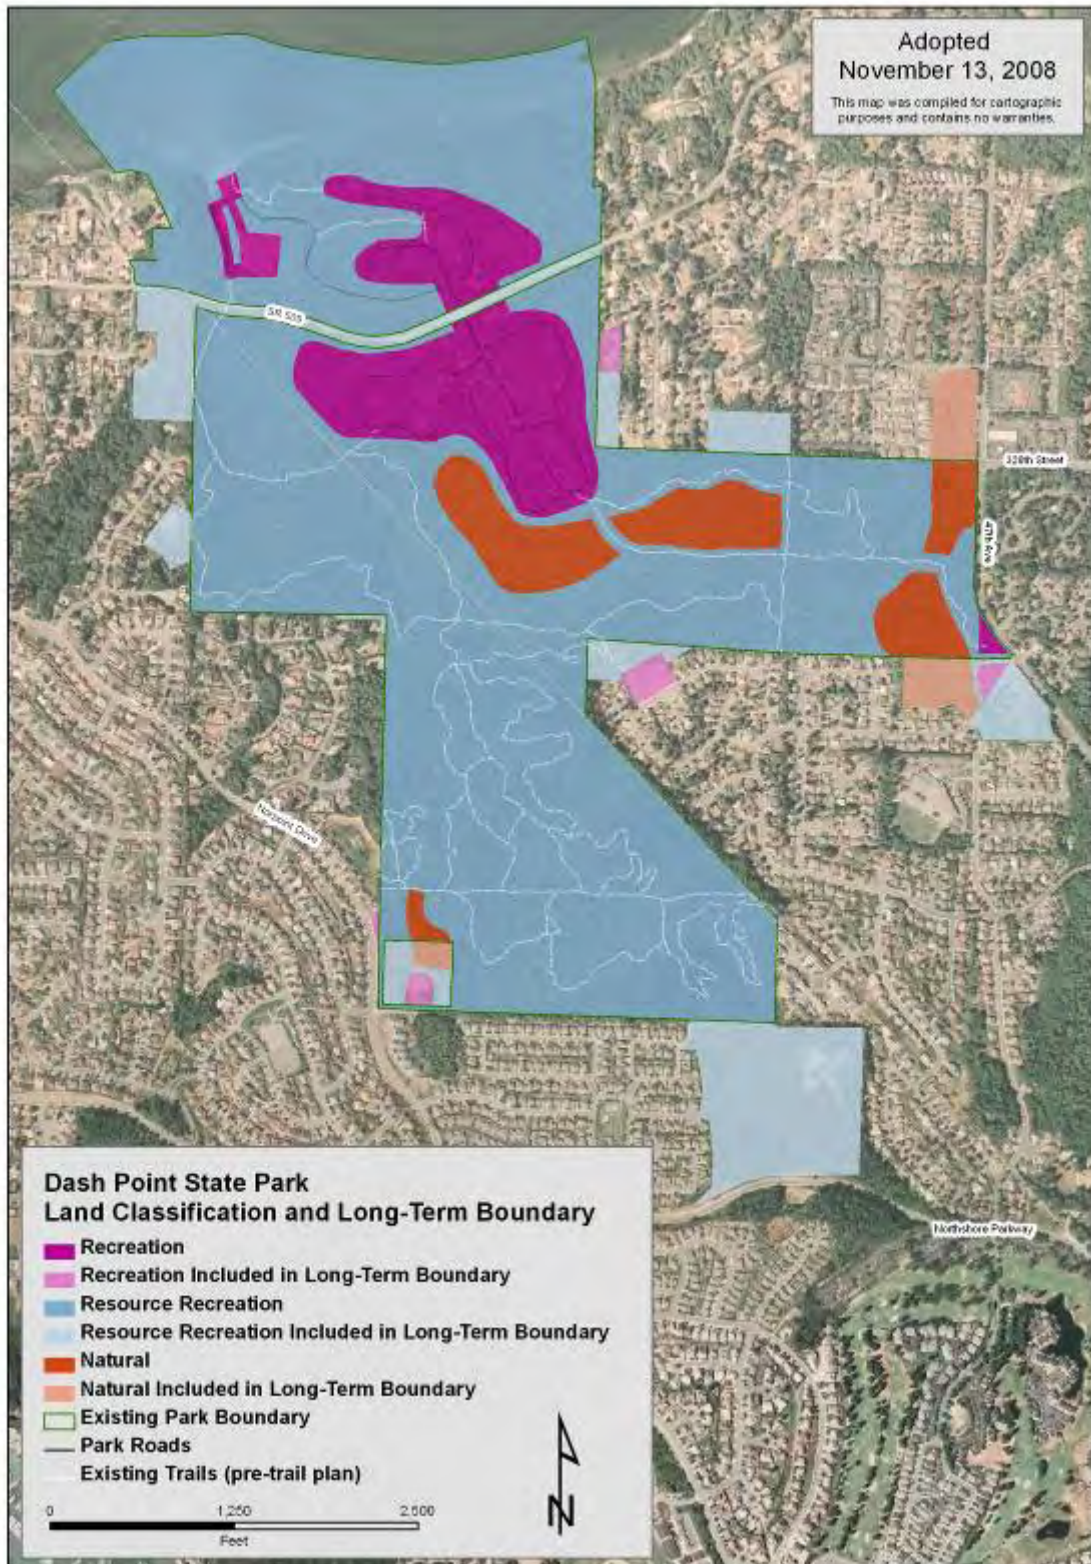 Adopted
November 13, 2008
This map was compiled for cartographic
purposes and contains no warranties.
SR 509
320th Street
47th Ave
Norpoint Drive
Northshore Parkway
Dash Point State Park
Land Classification and Long-Term Boundary
Recreation
Recreation Included in Long-Term Boundary
Resource Recreation
Resource Recreation Included in Long-Term Boundary
Natural
Natural Included in Long-Term Boundary
Existing Park Boundary
Park Roads
Existing Trails (pre-trail plan)
0 1,250 2,500
Feet
N